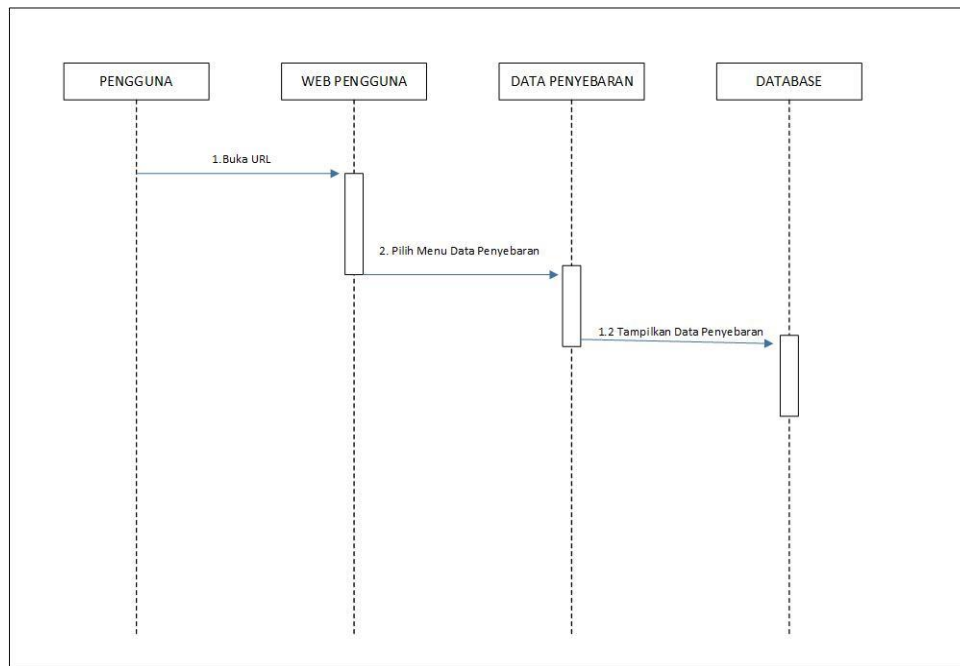 PENGGUNA
WEB PENGGUNA
DATA PENYEBARAN
DATABASE
1.Buka URL
2. Pilih Menu Data Penyebaran
1.2 Tampilkan Data Penyebaran